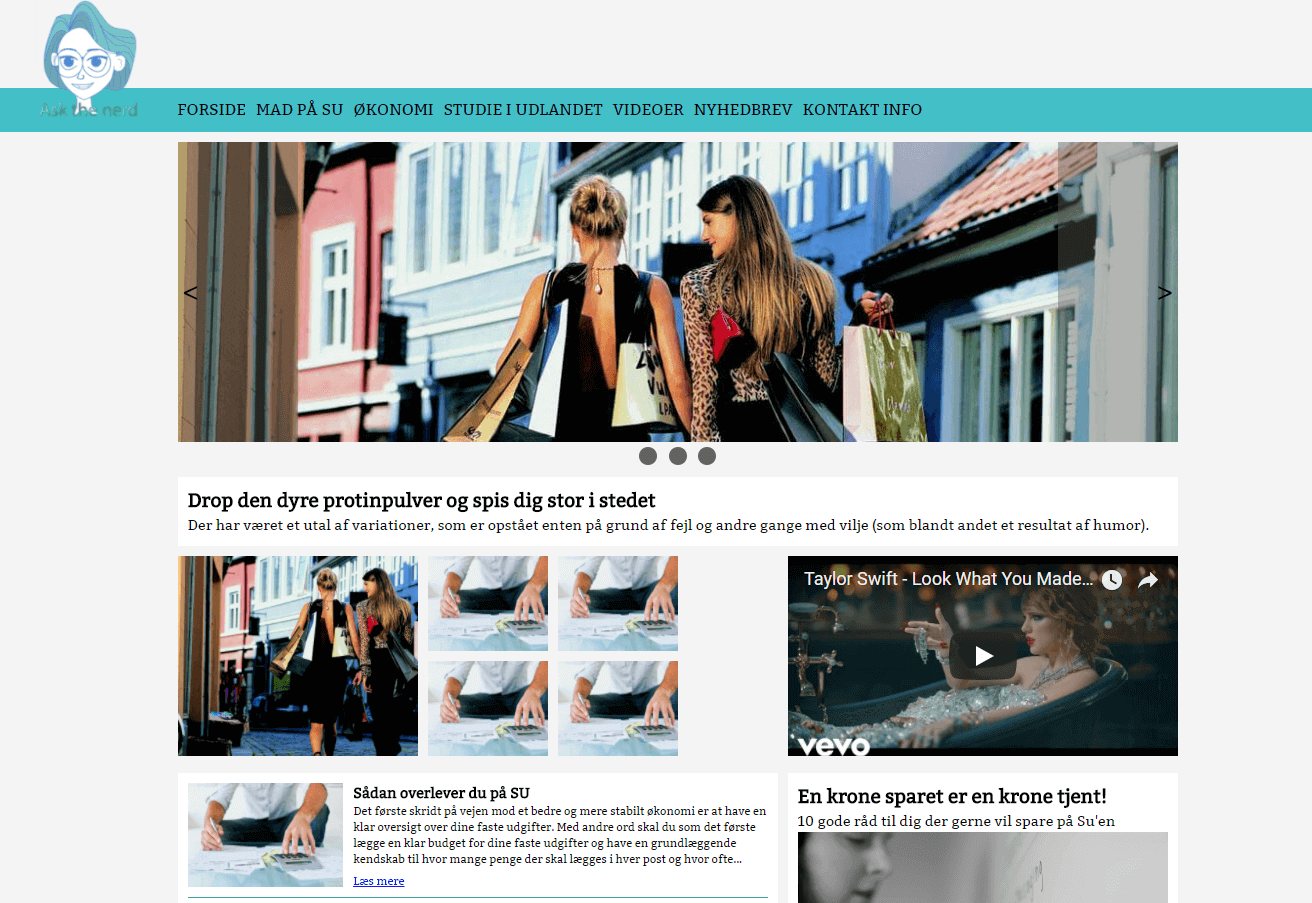 Ask the nerd
FORSIDE MAD PÅ SU ØKONOMI STUDIE I UDLANDET VIDEOER NYHEDBREV KONTAKT INFO
< >
Drop den dyre protinpulver og spis dig stor i stedet
Der har været et utal af variationer, som er opstået enten på grund af fejl og andre gange med vilje (som blandt andet et resultat af humor).
Taylor Swift - Look What You Made...
vevo
Sådan overlever du på SU
Det første skridt på vejen mod et bedre og mere stabilt økonomi er at have en
klar oversigt over dine faste udgifter. Med andre ord skal du som det første
lægge en klar budget for dine faste udgifter og have en grundlæggende
kendskab til hvor mange penge der skal lægges i hver post og hvor ofte...
Læs mere
En krone sparet er en krone tjent!
10 gode råd til dig der gerne vil spare på Su'en